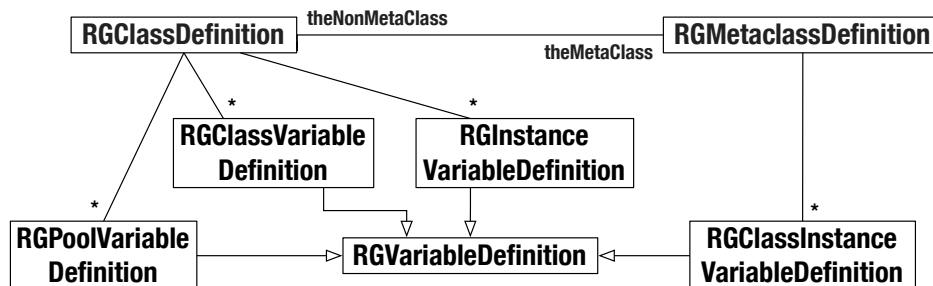 theNonMetaClass
RGClassDefinition
RGMetaclassDefinition
theMetaClass
*
*
RGClassVariable
Definition
RGInstance
VariableDefinition
*
*
RGPoolVariable
Definition
RGVariableDefinition
RGClassInstance
VariableDefinition